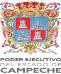 PODER EJECUTIVO
DEL ESTADO DE
CAMPECHE